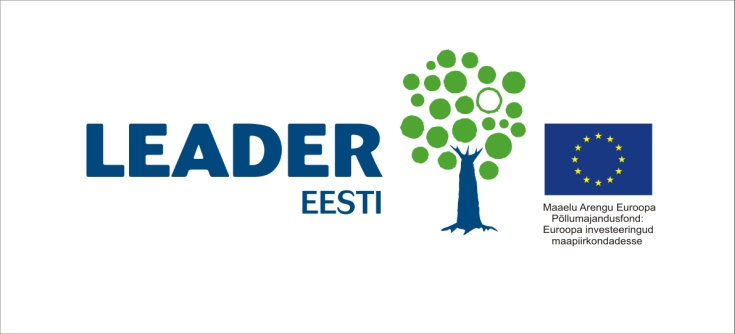 LEADER
EESTI
Maaelu Arengu Euroopa
Põllumajandusfond:
Euroopa investeeringud
maapiirkondadesse